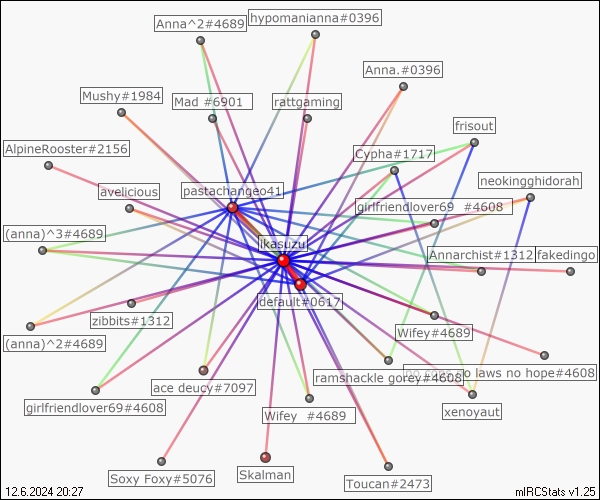 Anna^2#4689
hypomanianna#0396
Anna.#0396
Mushy#1984
Mad #6901
rattgaming
frisout
AlpineRooster#2156
Cypha#1717
avelicious
pastachange041
neokingghidorah
girlfriendlover69 #4608
(anna)^3#4689
likasuzu
Annarchist#1312
fakedingo
default#0617
zibbits#1312
Wifey#4689
(anna)^2#4689
ace deucy#7097
ramshackle gorey#4608
no laws no hope#4608
girlfriendlover69#4608
Wifey #4689
xenoyaut
Soxy Foxy#5076
Skalman
Toucan#2473
12.6.2024 20:27
mIRCStats v1.25